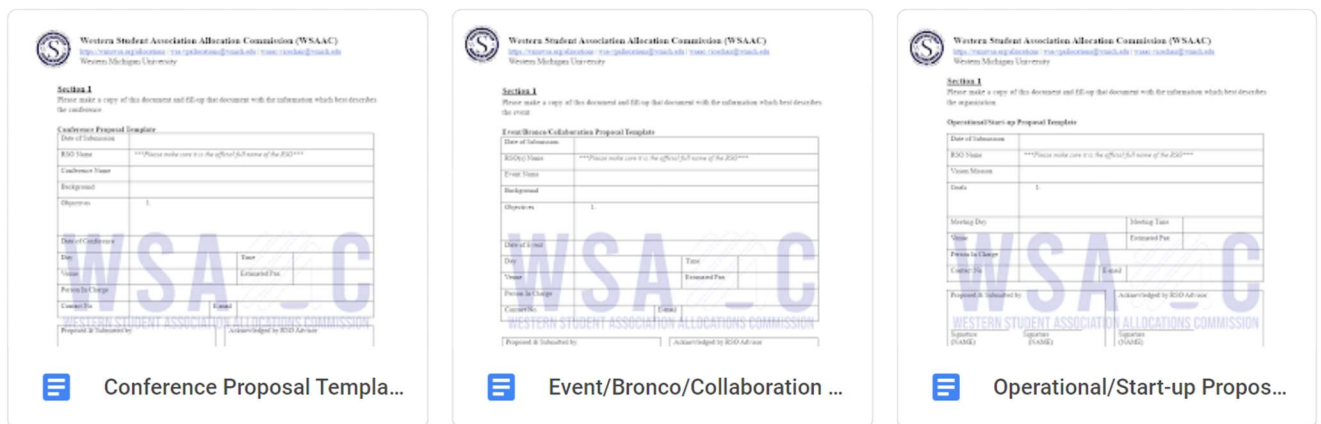 Western Student Association Allocation Commission (WSAAC)
Western Michigan University
Section 1
Please make a copy of this document and fill-up that document with the information which best describes
the conference
Conference Proposal Template
Date of Submission
RSO Name ***Please make sure it is the official full name of the RSO***
Conference Name
Background
Objectives 1.
Date of Conference
Day Time
Venue Estimated Pax
Person In Charge
Contact No. E-mail
Proposed & Submitted by Acknowledged by RSO Advisor
WSAAC
WESTERN STUDENT ASSOCIATION ALLOCATIONS COMMISSION
Conference Proposal Templa...
Western Student Association Allocation Commission (WSAAC)
Western Michigan University
Section 1
Please make a copy of this document and fill-up that document with the information which best describes
the event
Event/Bronco/Collaboration Proposal Template
Date of Submission
RSO(s) Name ***Please make sure it is the official full name of the RSO***
Event Name
Background
Objectives 1.
Date of Event
Day Time
Venue Estimated Pax
Person In Charge
Contact No. E-mail
Proposed & Submitted by Acknowledged by RSO Advisor
WSAAC
WESTERN STUDENT ASSOCIATION ALLOCATIONS COMMISSION
Event/Bronco/Collaboration ...
Western Student Association Allocation Commission (WSAAC)
Western Michigan University
Section 1
Please make a copy of this document and fill-up that document with the information which best describes
the organization
Operational/Start-up Proposal Template
Date of Submission
RSO Name ***Please make sure it is the official full name of the RSO***
Vision/Mission
Goals 1.
Meeting Day Meeting Time
Venue Estimated Pax
Person In Charge
Contact No. E-mail
Proposed & Submitted by Acknowledged by RSO Advisor
Signature Signature Signature
(NAME) (NAME) (NAME)
WSAAC
WESTERN STUDENT ASSOCIATION ALLOCATIONS COMMISSION
Operational/Start-up Propos...